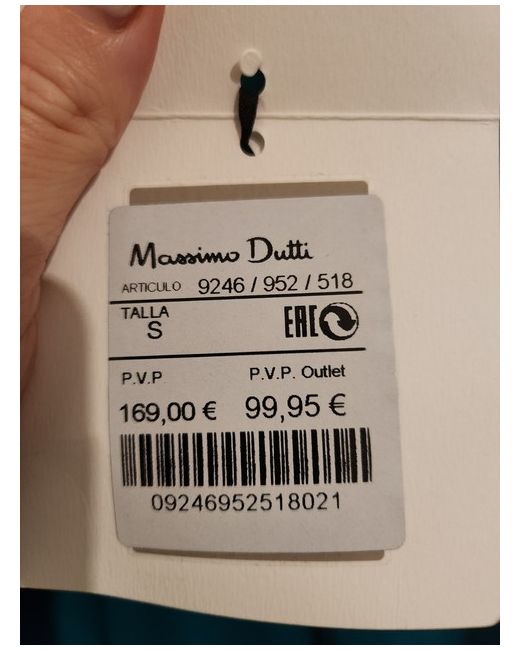 Massimo Dutti
ARTICULO 9246 / 952 / 518
TALLA
S
EAC
P.V.P P.V.P. Outlet
169,00 € 99,95 €
09246952518021